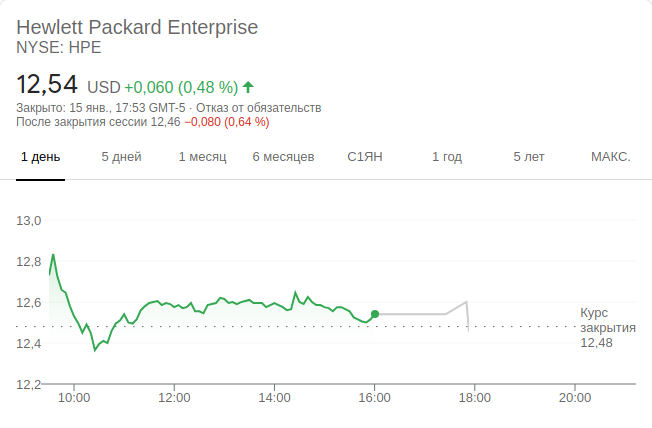 Hewlett Packard Enterprise
NYSE: HPE
12,54 USD +0,060 (0,48 %)
Закрыто: 15 янв., 17:53 GMT-5 · Отказ от обязательств
После закрытия сессии 12,46 −0,080 (0,64 %)
1 день 5 дней 1 месяц 6 месяцев С1ЯН 1 год 5 лет МАКС.
13,0
12,8
12,6
Курс
закрытия
12,48
12,4
12,2
10:00 12:00 14:00 16:00 18:00 20:00